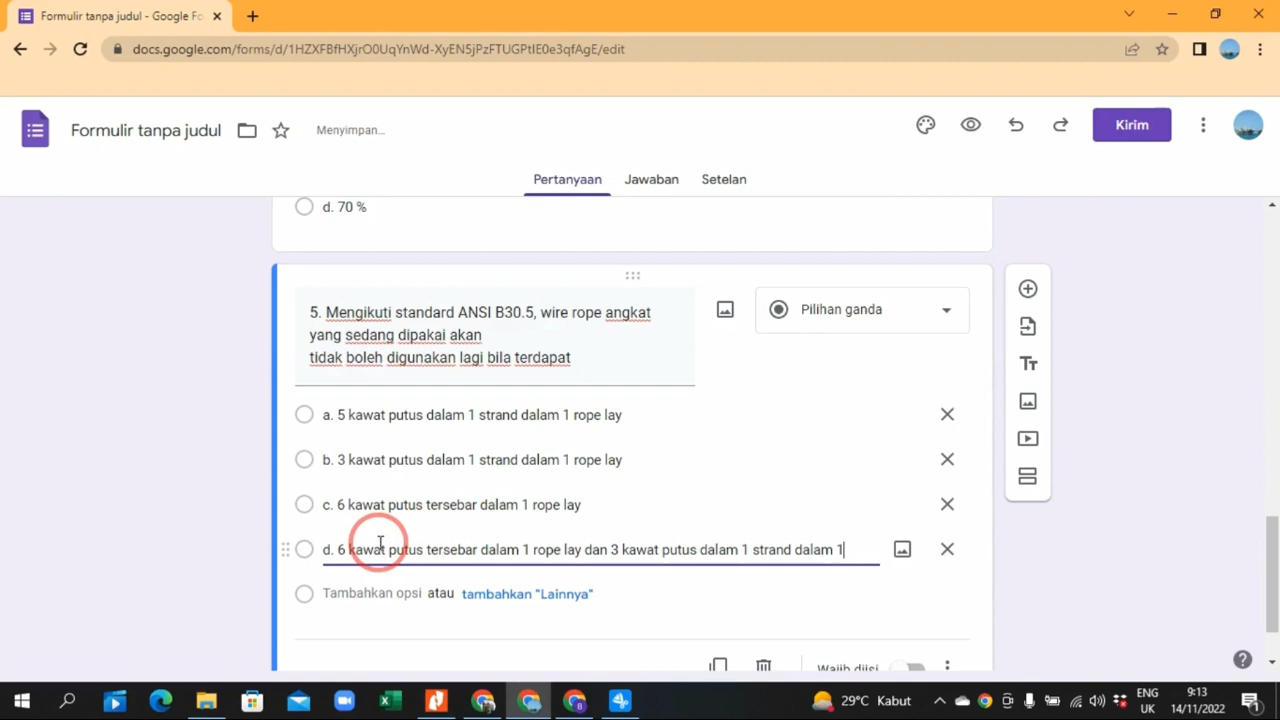 Formulir tanpa judul - Google Fo
docs.google.com/forms/d/1HZXFBfHXjrO0UqYnWd-XyEN5jPzFTUGPtIE0e3qfAgE/edit
Formulir tanpa judul
Menyimpan...
Kirim
Pertanyaan
Jawaban
Setelan
d. 70 %
5. Mengikuti standard ANSI B30.5, wire rope angkat
yang sedang dipakai akan
tidak boleh digunakan lagi bila terdapat
Pilihan ganda
a. 5 kawat putus dalam 1 strand dalam 1 rope lay
b. 3 kawat putus dalam 1 strand dalam 1 rope lay
c. 6 kawat putus tersebar dalam 1 rope lay
d. 6 kawat putus tersebar dalam 1 rope lay dan 3 kawat putus dalam 1 strand dalam 1
Tambahkan opsi atau tambahkan "Lainnya"
Wajib diisi
29°C Kabut
ENG
UK
9:13
14/11/2022